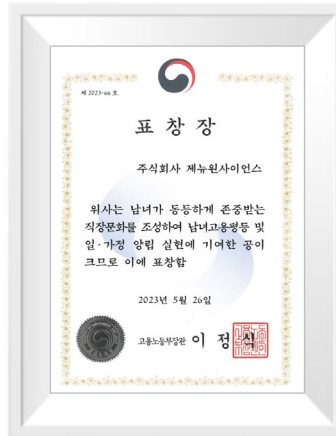 제 2023-66 호
표 창 장
주식회사 제뉴원사이언스
위사는 남녀가 동등하게 존중받는
직장문화를 조성하여 남녀고용평등 및
일·가정 양립 실현에 기여한 공이
크므로 이에 표창함
2023년 5월 26일
고용노동부장관 이 정 식